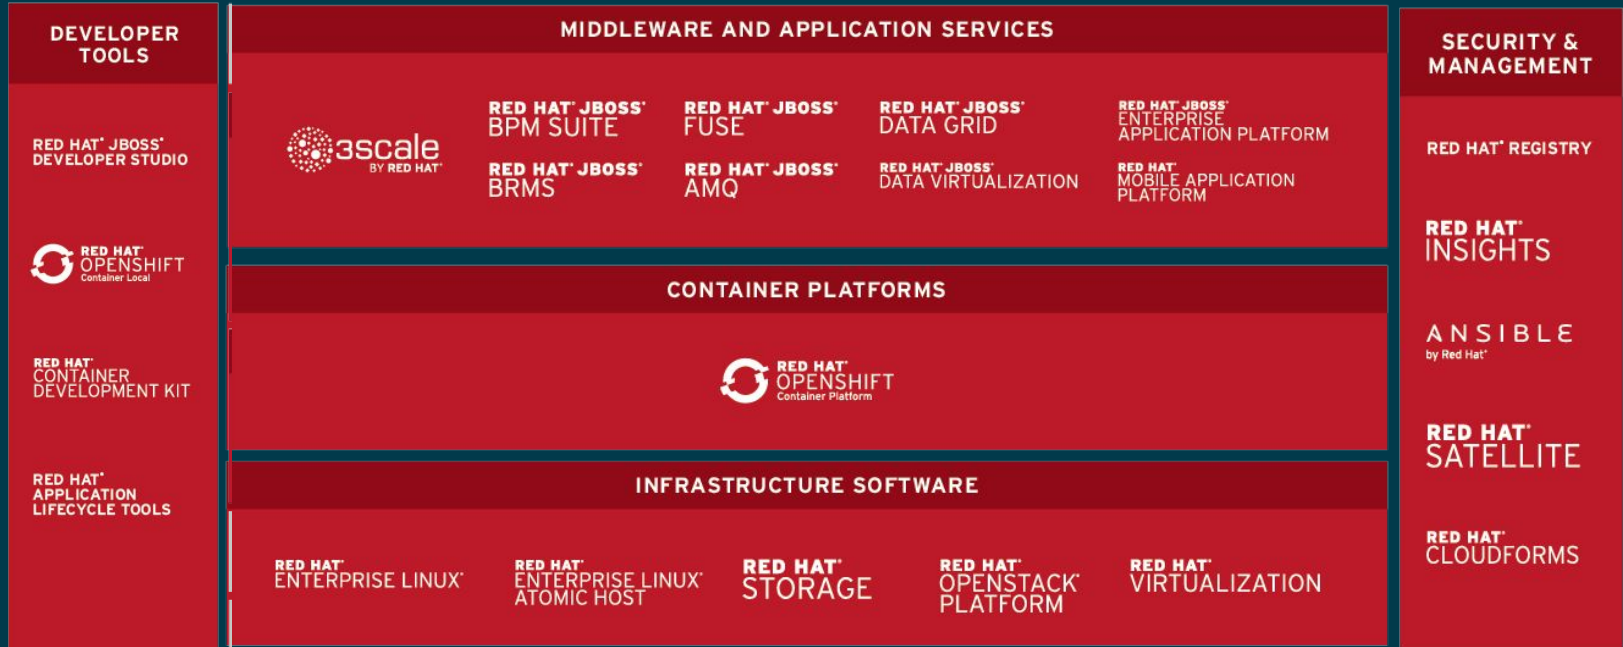 DEVELOPER
TOOLS
RED HAT® JBOSS®
DEVELOPER STUDIO
RED HAT®
OPENSHIFT
Container Local
RED HAT®
CONTAINER
DEVELOPMENT KIT
RED HAT®
APPLICATION
LIFECYCLE TOOLS
MIDDLEWARE AND APPLICATION SERVICES
3scale
BY RED HAT®
RED HAT® JBOSS®
BPM SUITE
RED HAT® JBOSS®
FUSE
RED HAT® JBOSS®
DATA GRID
RED HAT® JBOSS®
ENTERPRISE
APPLICATION PLATFORM
RED HAT® JBOSS®
BRMS
RED HAT® JBOSS®
AMQ
RED HAT® JBOSS®
DATA VIRTUALIZATION
RED HAT®
MOBILE APPLICATION
PLATFORM
CONTAINER PLATFORMS
RED HAT®
OPENSHIFT
Container Platform
INFRASTRUCTURE SOFTWARE
RED HAT®
ENTERPRISE LINUX®
RED HAT®
ENTERPRISE LINUX®
ATOMIC HOST
RED HAT®
STORAGE
RED HAT®
OPENSTACK®
PLATFORM
RED HAT®
VIRTUALIZATION
SECURITY &
MANAGEMENT
RED HAT® REGISTRY
RED HAT®
INSIGHTS
ANSIBLE
by Red Hat®
RED HAT®
SATELLITE
RED HAT®
CLOUDFORMS